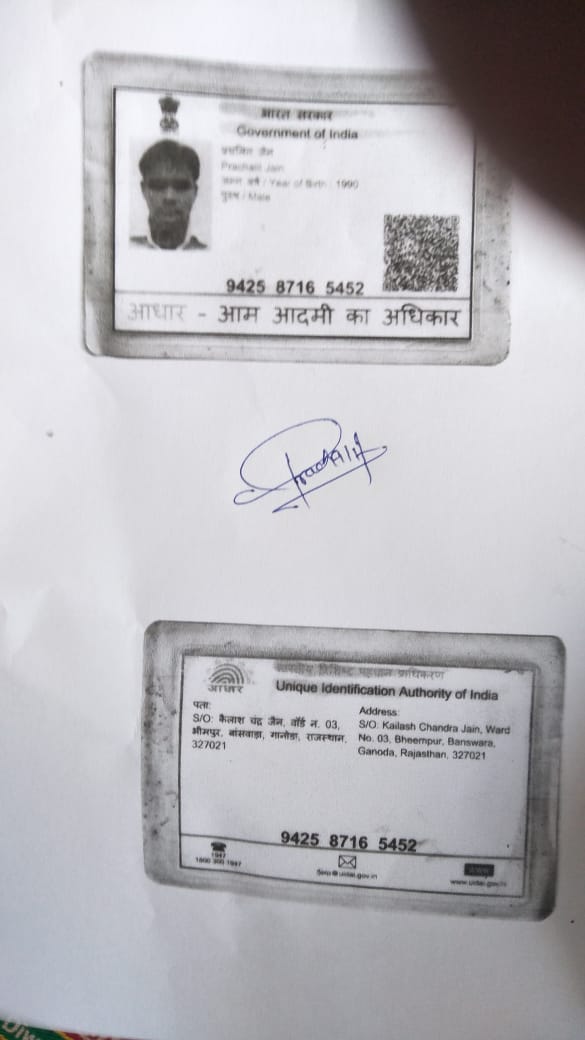 भारत सरकार
Government of India
Prachalit Jain
जन्म वर्ष / Year of Birth : 1990
पुरुष / Male
9425 8716 5452
आधार - आम आदमी का अधिकार
भारतीय विशिष्ट पहचान प्राधिकरण
आधार
Unique Identification Authority of India
पता:
S/O: कैलाश चंद्र जैन, वॉर्ड न. 03,
भीमपुर, बांसवाड़ा, गानोडा, राजस्थान,
327021
Address:
S/O: Kailash Chandra Jain, Ward
No. 03, Bheempur, Banswara,
Ganoda, Rajasthan, 327021
9425 8716 5452
1947
1800 300 1947
help@uidai.gov.in
www.uidai.gov.in